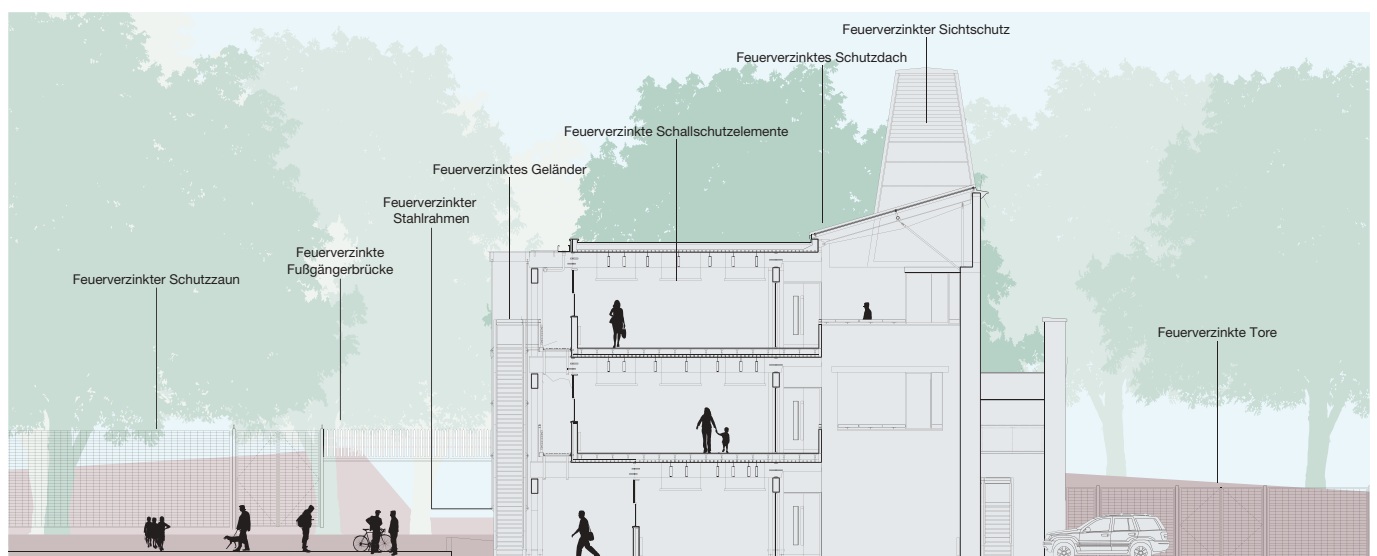 Feuerverzinkter Sichtschutz
Feuerverzinktes Schutzdach
Feuerverzinkte Schallschutzelemente
Feuerverzinktes Geländer
Feuerverzinkter
Stahlrahmen
Feuerverzinkte
Fußgängerbrücke
Feuerverzinkter Schutzzaun
Feuerverzinkte Tore